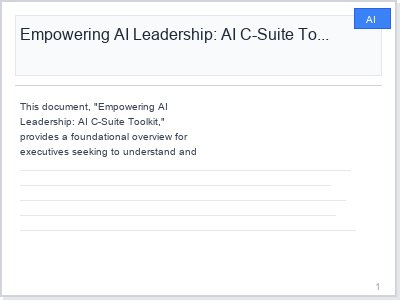 AI
Empowering AI Leadership: AI C-Suite To...
This document, "Empowering AI
Leadership: AI C-Suite Toolkit,"
provides a foundational overview for
executives seeking to understand and
1